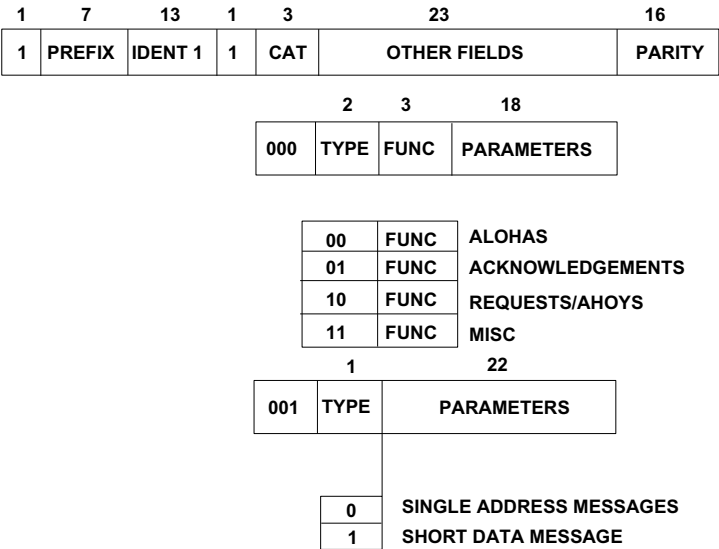 1 7 13 1 3 23 16
1 PREFIX IDENT 1 1 CAT OTHER FIELDS PARITY
2 3 18
000 TYPE FUNC PARAMETERS
00 FUNC ALOHAS
01 FUNC ACKNOWLEDGEMENTS
10 FUNC REQUESTS/AHOYS
11 FUNC MISC
1 22
001 TYPE PARAMETERS
0 SINGLE ADDRESS MESSAGES
1 SHORT DATA MESSAGE